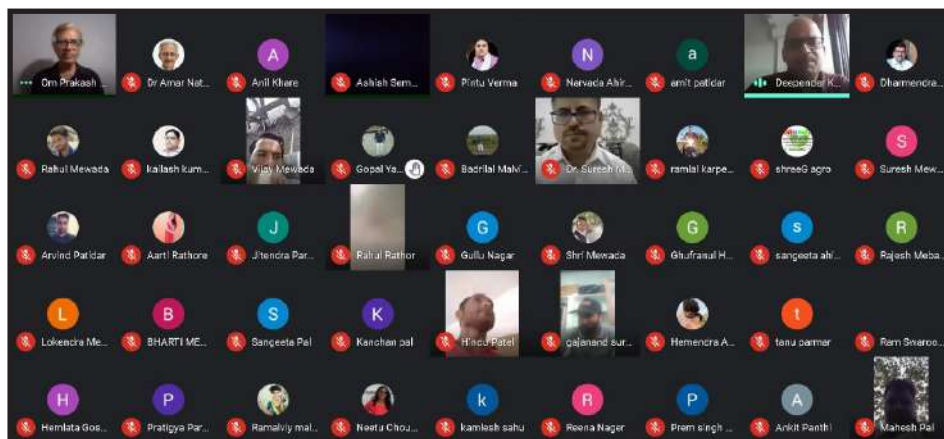 A N a
Om Prakash ... Dr Amar Nat... Anil Khare Ashish Sem... Pintu Verma Narvada Ahir... amit patidar Deepender K... Dharmendra...
S
Rahul Mewada kailash kum... Vijay Mewada Gopal Ya... Badrilal Malvi... Dr. Suresh M... ramlal karpe... shreeG agro Suresh Mew...
J G G s R
Arvind Patidar Aarti Rathore Jitendra Par... Rahul Rathor Gullu Nagar Shri Mewada Ghufranul H... sangeeta ahi... Rajesh Meba...
L B S K t
Lokendra Me... BHARTI ME... Sangeeta Pal Kanchan pal Hindu Patel gajanand sur... Hemendra A... tanu parmar Ram Swaroo...
H P k R P A
Hemlata Gos... Pratigya Par... Ramalviy mal... Neetu Chou... kamlesh sahu Reena Nager Prem singh ... Ankit Panthi Mahesh Pal